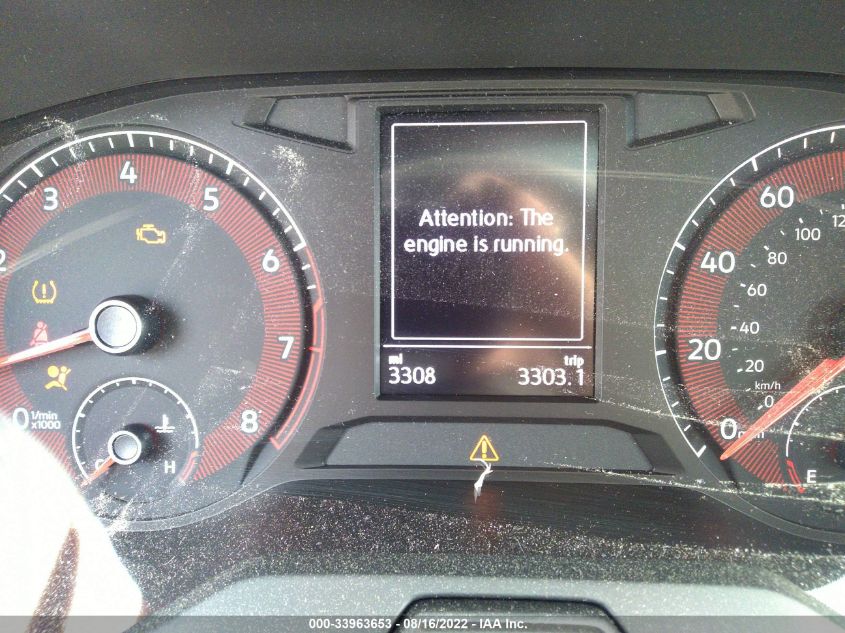 2 3 4 5 6 7 8
0 1/min
x1000
C H
Attention: The
engine is running.
mi trip
3308 3303.1
0 20 40 60
km/h
0 20 40 60 80 100
E
000-33963653 - 08/16/2022 - IAA Inc.